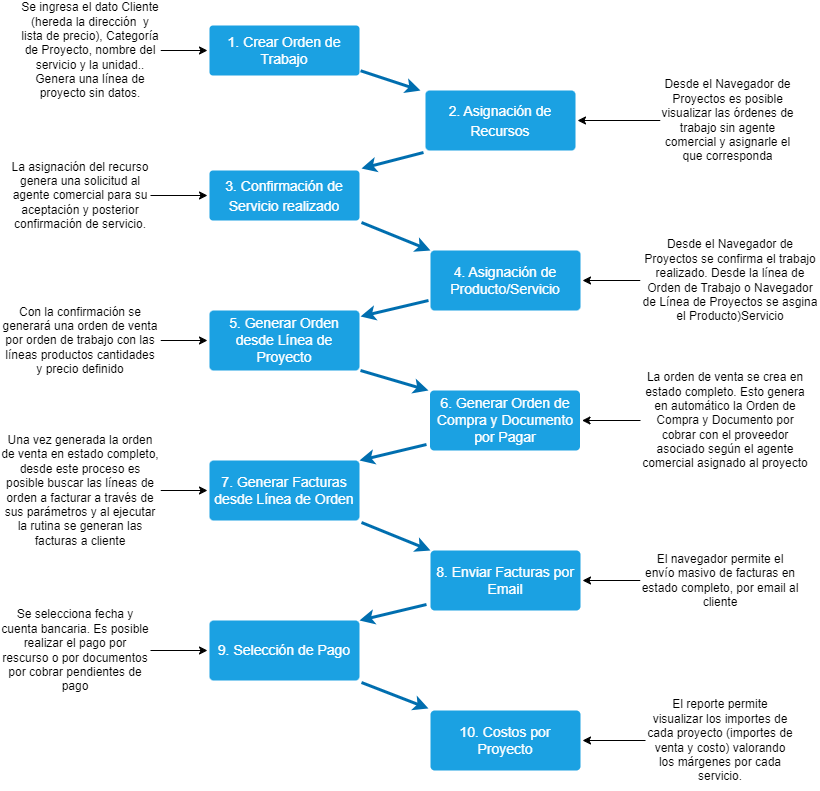 Se ingresa el dato Cliente
(hereda la dirección y
lista de precio), Categoría
de Proyecto, nombre del
servicio y la unidad..
Genera una línea de
proyecto sin datos.
1. Crear Orden de
Trabajo
2. Asignación de
Recursos
Desde el Navegador de
Proyectos es posible
visualizar las órdenes de
trabajo sin agente
comercial y asignarle el
que corresponda
La asignación del recurso
genera una solicitud al
agente comercial para su
aceptación y posterior
confirmación de servicio.
3. Confirmación de
Servicio realizado
4. Asignación de
Producto/Servicio
Desde el Navegador de
Proyectos se confirma el trabajo
realizado. Desde la línea de
Orden de Trabajo o Navegador
de Línea de Proyectos se asgina
el Producto)Servicio
Con la confirmación se
generará una orden de venta
por orden de trabajo con las
líneas productos cantidades
y precio definido
5. Generar Orden
desde Línea de
Proyecto
6. Generar Orden de
Compra y Documento
por Pagar
La orden de venta se crea en
estado completo. Esto genera
en automático la Orden de
Compra y Documento por
cobrar con el proveedor
asociado según el agente
comercial asignado al proyecto
Una vez generada la orden
de venta en estado completo,
desde este proceso es
posible buscar las líneas de
orden a facturar a través de
sus parámetros y al ejecutar
la rutina se generan las
facturas a cliente
7. Generar Facturas
desde Línea de Orden
8. Enviar Facturas por
Email
El navegador permite el
envío masivo de facturas en
estado completo, por email al
cliente
Se selecciona fecha y
cuenta bancaria. Es posible
realizar el pago por
rescurso o por documentos
por cobrar pendientes de
pago
9. Selección de Pago
10. Costos por
Proyecto
El reporte permite
visualizar los importes de
cada proyecto (importes de
venta y costo) valorando
los márgenes por cada
servicio.